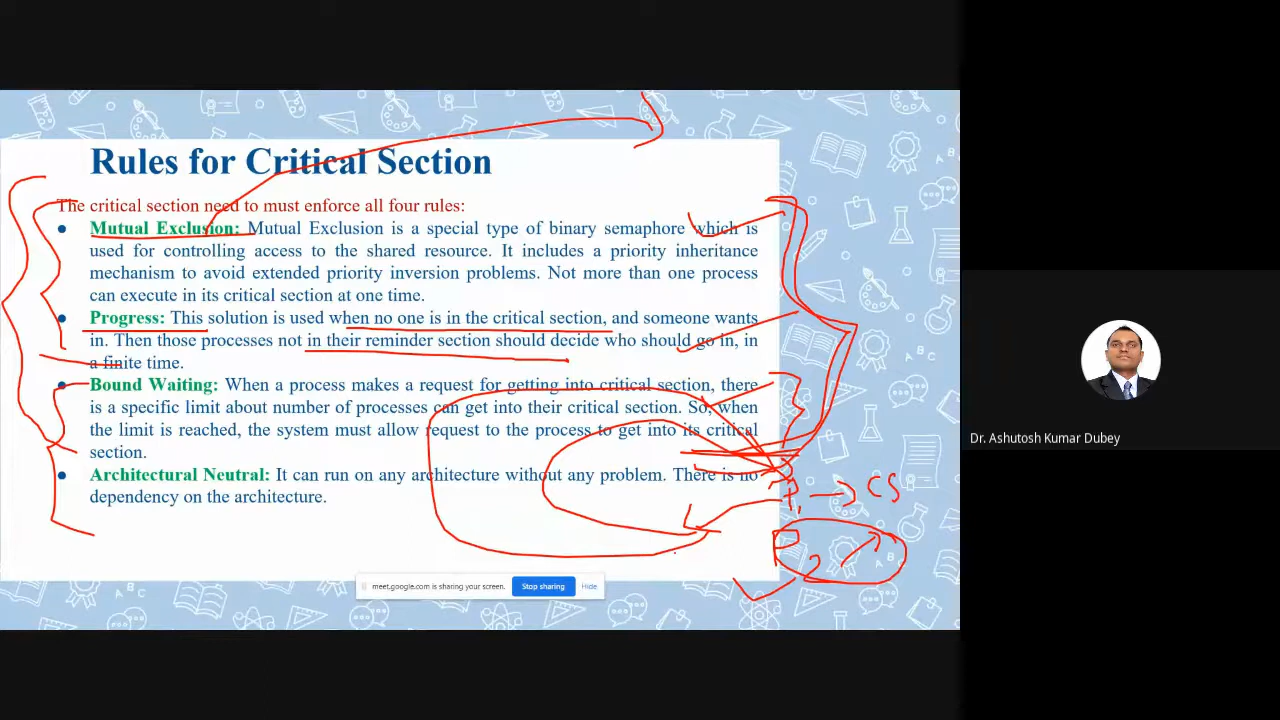 Rules for Critical Section
The critical section need to must enforce all four rules:
● Mutual Exclusion: Mutual Exclusion is a special type of binary semaphore which is
used for controlling access to the shared resource. It includes a priority inheritance
mechanism to avoid extended priority inversion problems. Not more than one process
can execute in its critical section at one time.
● Progress: This solution is used when no one is in the critical section, and someone wants
in. Then those processes not in their reminder section should decide who should go in, in
a finite time.
● Bound Waiting: When a process makes a request for getting into critical section, there
is a specific limit about number of processes can get into their critical section. So, when
the limit is reached, the system must allow request to the process to get into its critical
section.
● Architectural Neutral: It can run on any architecture without any problem. There is no
dependency on the architecture.
P1 → CS
P2
meet.google.com is sharing your screen. Stop sharing Hide
Dr. Ashutosh Kumar Dubey